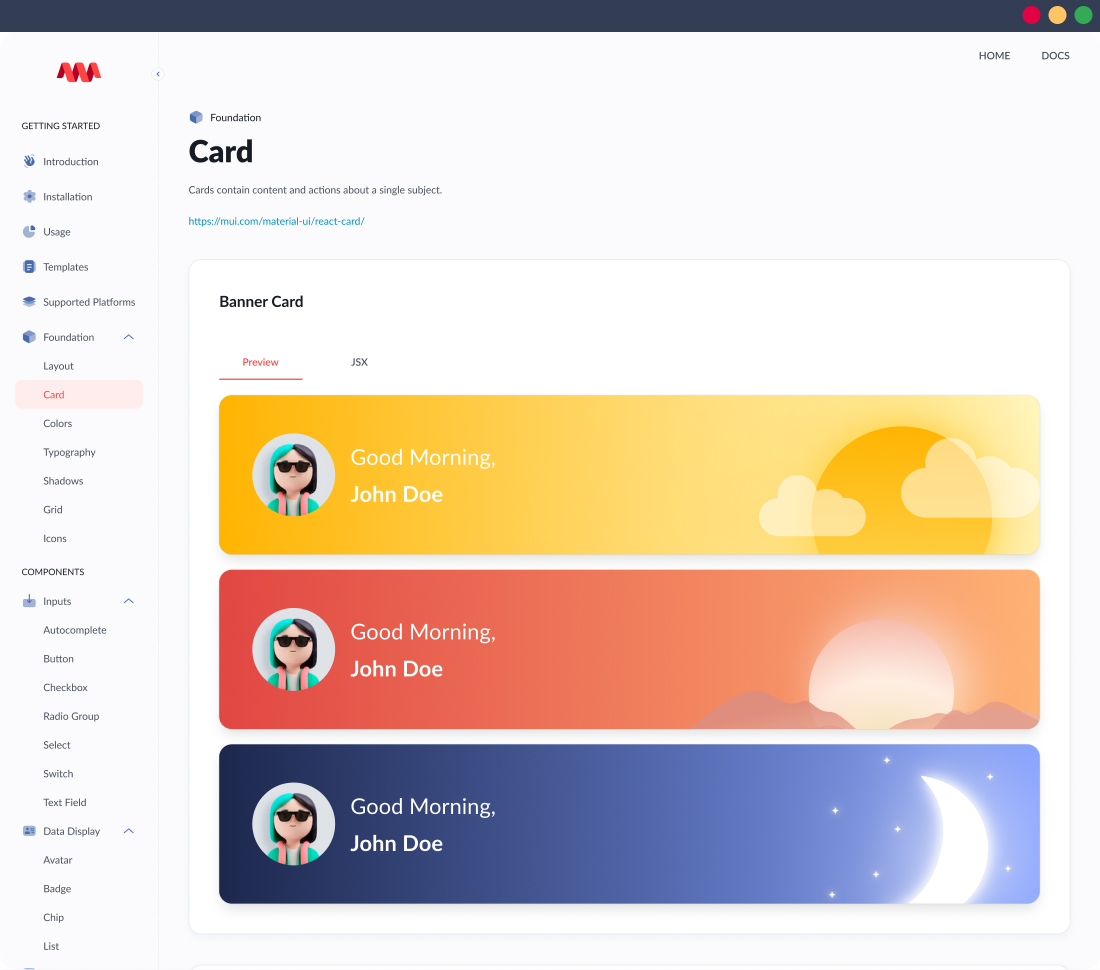 HOME
DOCS
GETTING STARTED
Introduction
Installation
Usage
Templates
Supported Platforms
Foundation
Layout
Card
Colors
Typography
Shadows
Grid
Icons
COMPONENTS
Inputs
Autocomplete
Button
Checkbox
Radio Group
Select
Switch
Text Field
Data Display
Avatar
Badge
Chip
List
Foundation
Card
Cards contain content and actions about a single subject.
https://mui.com/material-ui/react-card/
Banner Card
Preview
JSX
Good Morning,
John Doe
Good Morning,
John Doe
Good Morning,
John Doe